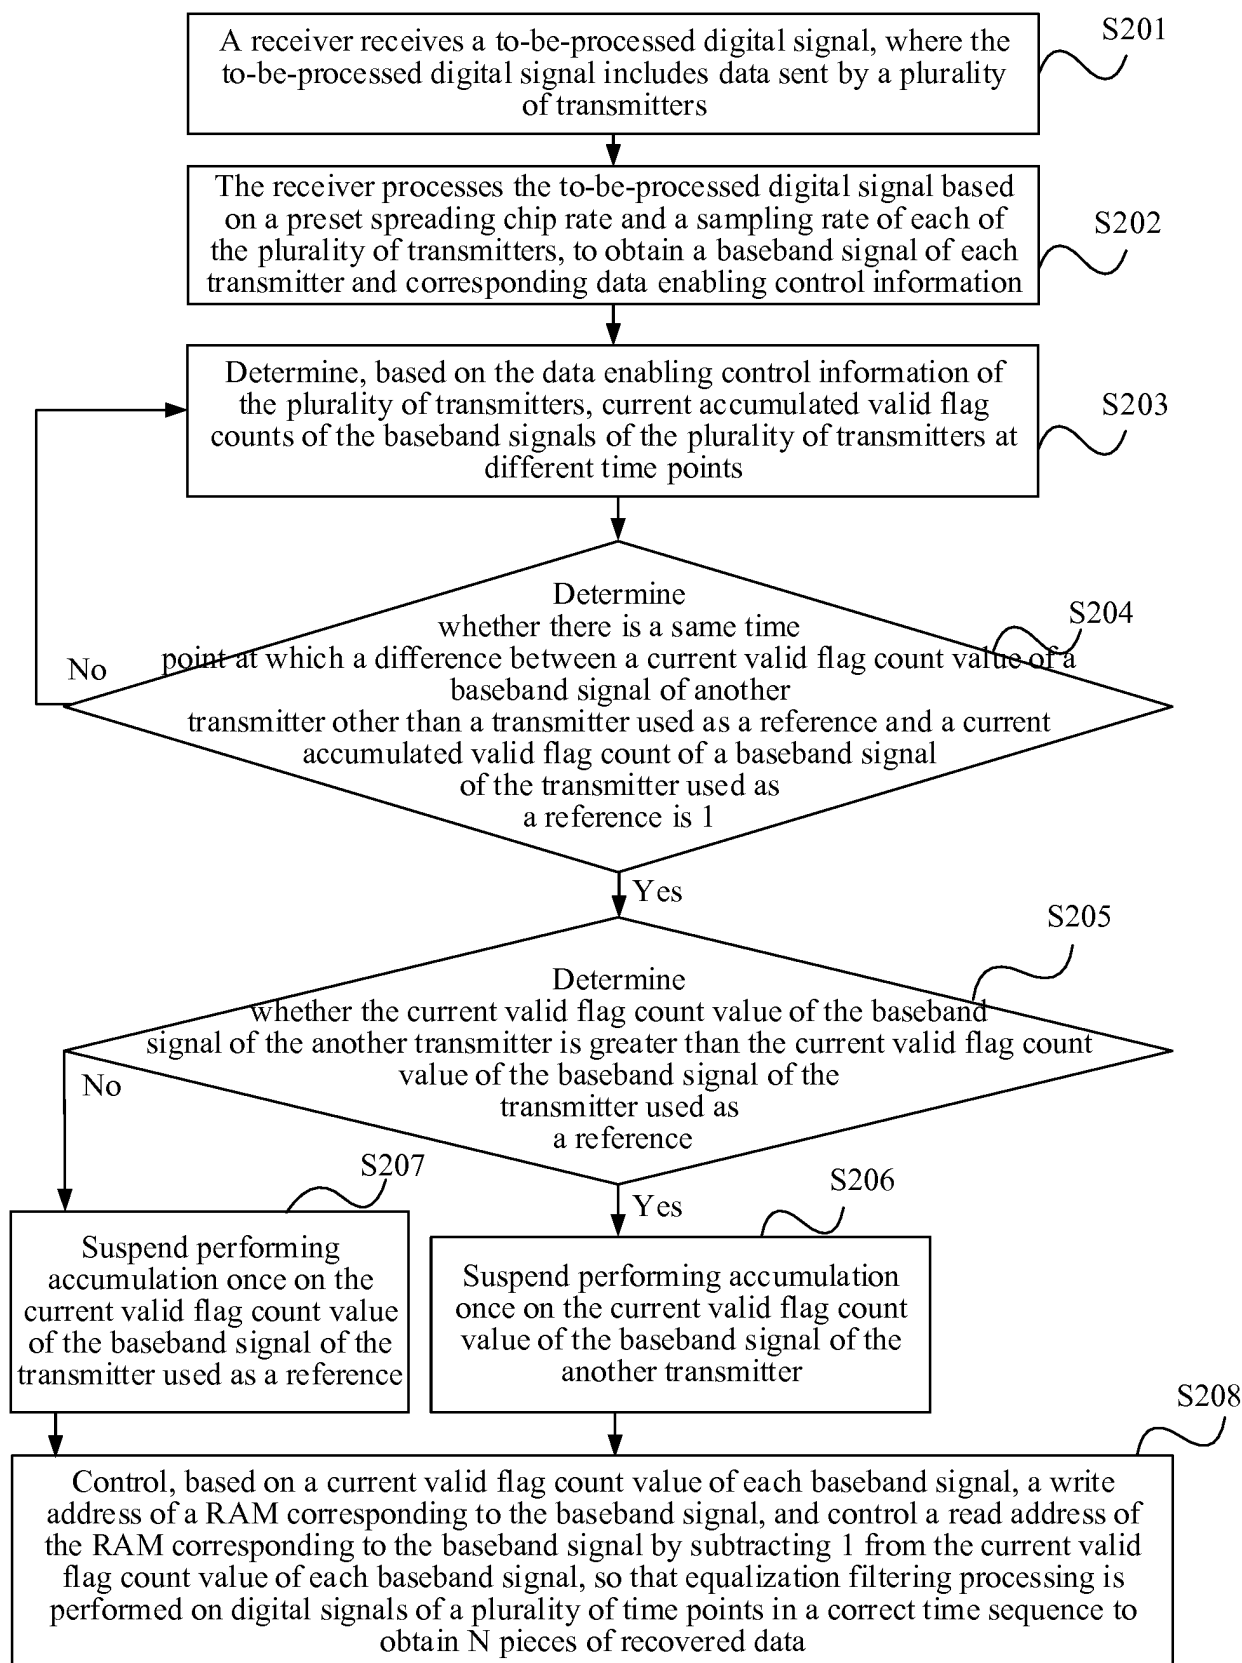 A receiver receives a to-be-processed digital signal, where the
to-be-processed digital signal includes data sent by a plurality
of transmitters
S201
The receiver processes the to-be-processed digital signal based
on a preset spreading chip rate and a sampling rate of each of
the plurality of transmitters, to obtain a baseband signal of each
transmitter and corresponding data enabling control information
S202
Determine, based on the data enabling control information of
the plurality of transmitters, current accumulated valid flag
counts of the baseband signals of the plurality of transmitters at
different time points
S203
Determine
whether there is a same time
point at which a difference between a current valid flag count value of a
baseband signal of another
transmitter other than a transmitter used as a reference and a current
accumulated valid flag count of a baseband signal
of the transmitter used as
a reference is 1
S204
No
Yes
Determine
whether the current valid flag count value of the baseband
signal of the another transmitter is greater than the current valid flag count
value of the baseband signal of the
transmitter used as
a reference
S205
No
Yes
Suspend performing
accumulation once on the
current valid flag count value
of the baseband signal of the
transmitter used as a reference
S207
Suspend performing accumulation
once on the current valid flag count
value of the baseband signal of the
another transmitter
S206
Control, based on a current valid flag count value of each baseband signal, a write
address of a RAM corresponding to the baseband signal, and control a read address of
the RAM corresponding to the baseband signal by subtracting 1 from the current valid
flag count value of each baseband signal, so that equalization filtering processing is
performed on digital signals of a plurality of time points in a correct time sequence to
obtain N pieces of recovered data
S208